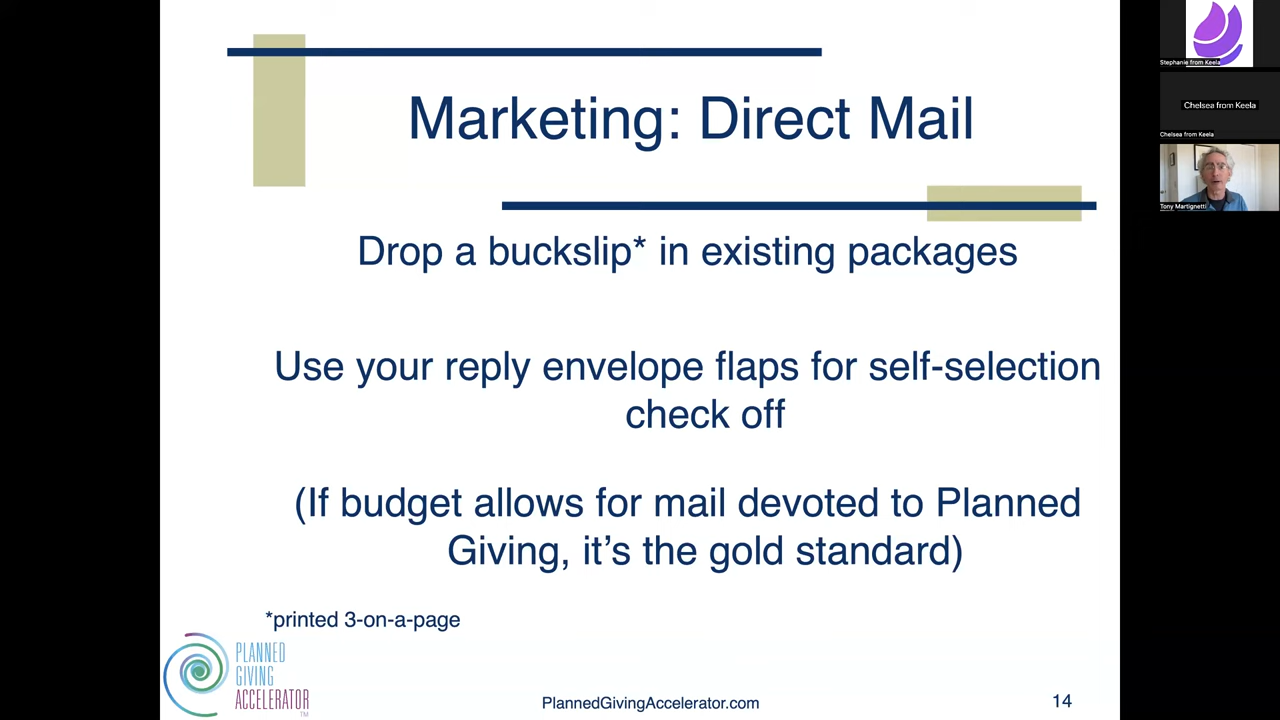 Marketing: Direct Mail
Drop a buckslip* in existing packages
Use your reply envelope flaps for self-selection
check off
(If budget allows for mail devoted to Planned
Giving, it's the gold standard)
*printed 3-on-a-page
PLANNED
GIVING
ACCELERATOR
TM
PlannedGivingAccelerator.com
14
Stephanie from Keela
Chelsea from Keela
Chelsea from Keela
Tony Martignetti